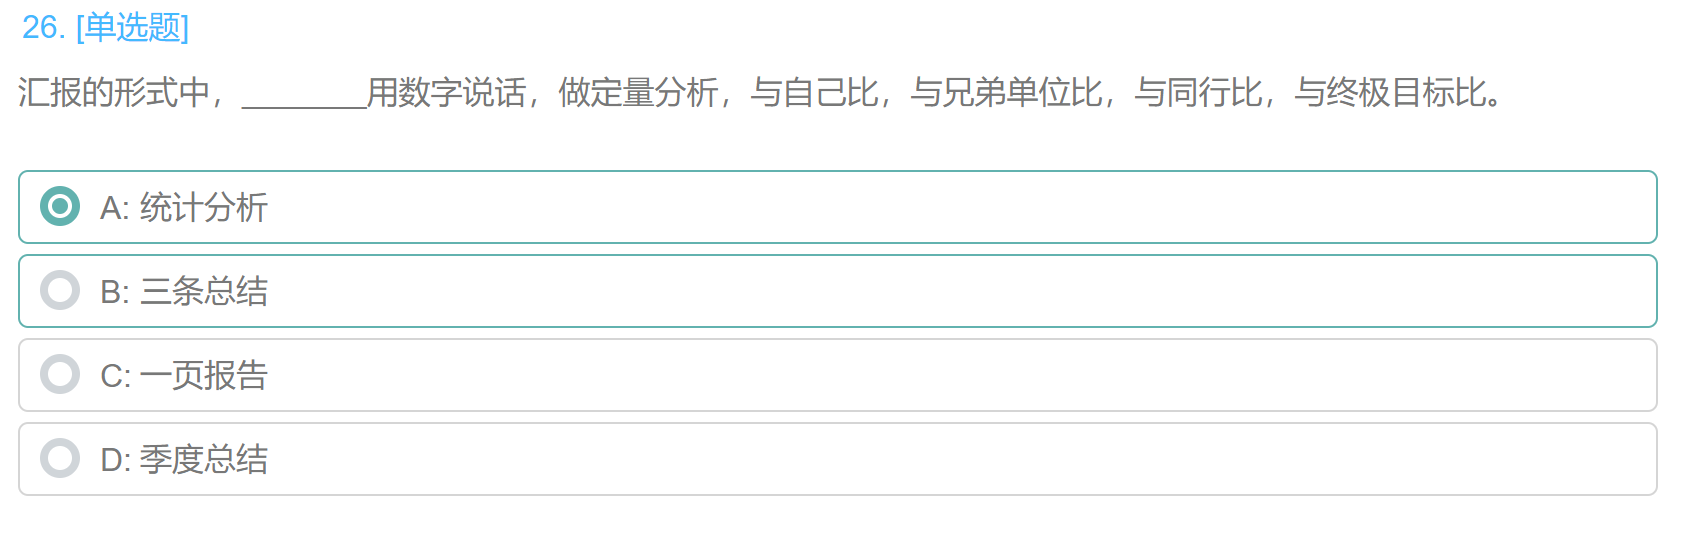 26. [单选题]
汇报的形式中，________用数字说话，做定量分析，与自己比，与兄弟单位比，与同行比，与终极目标比。
A: 统计分析
B: 三条总结
C: 一页报告
D: 季度总结